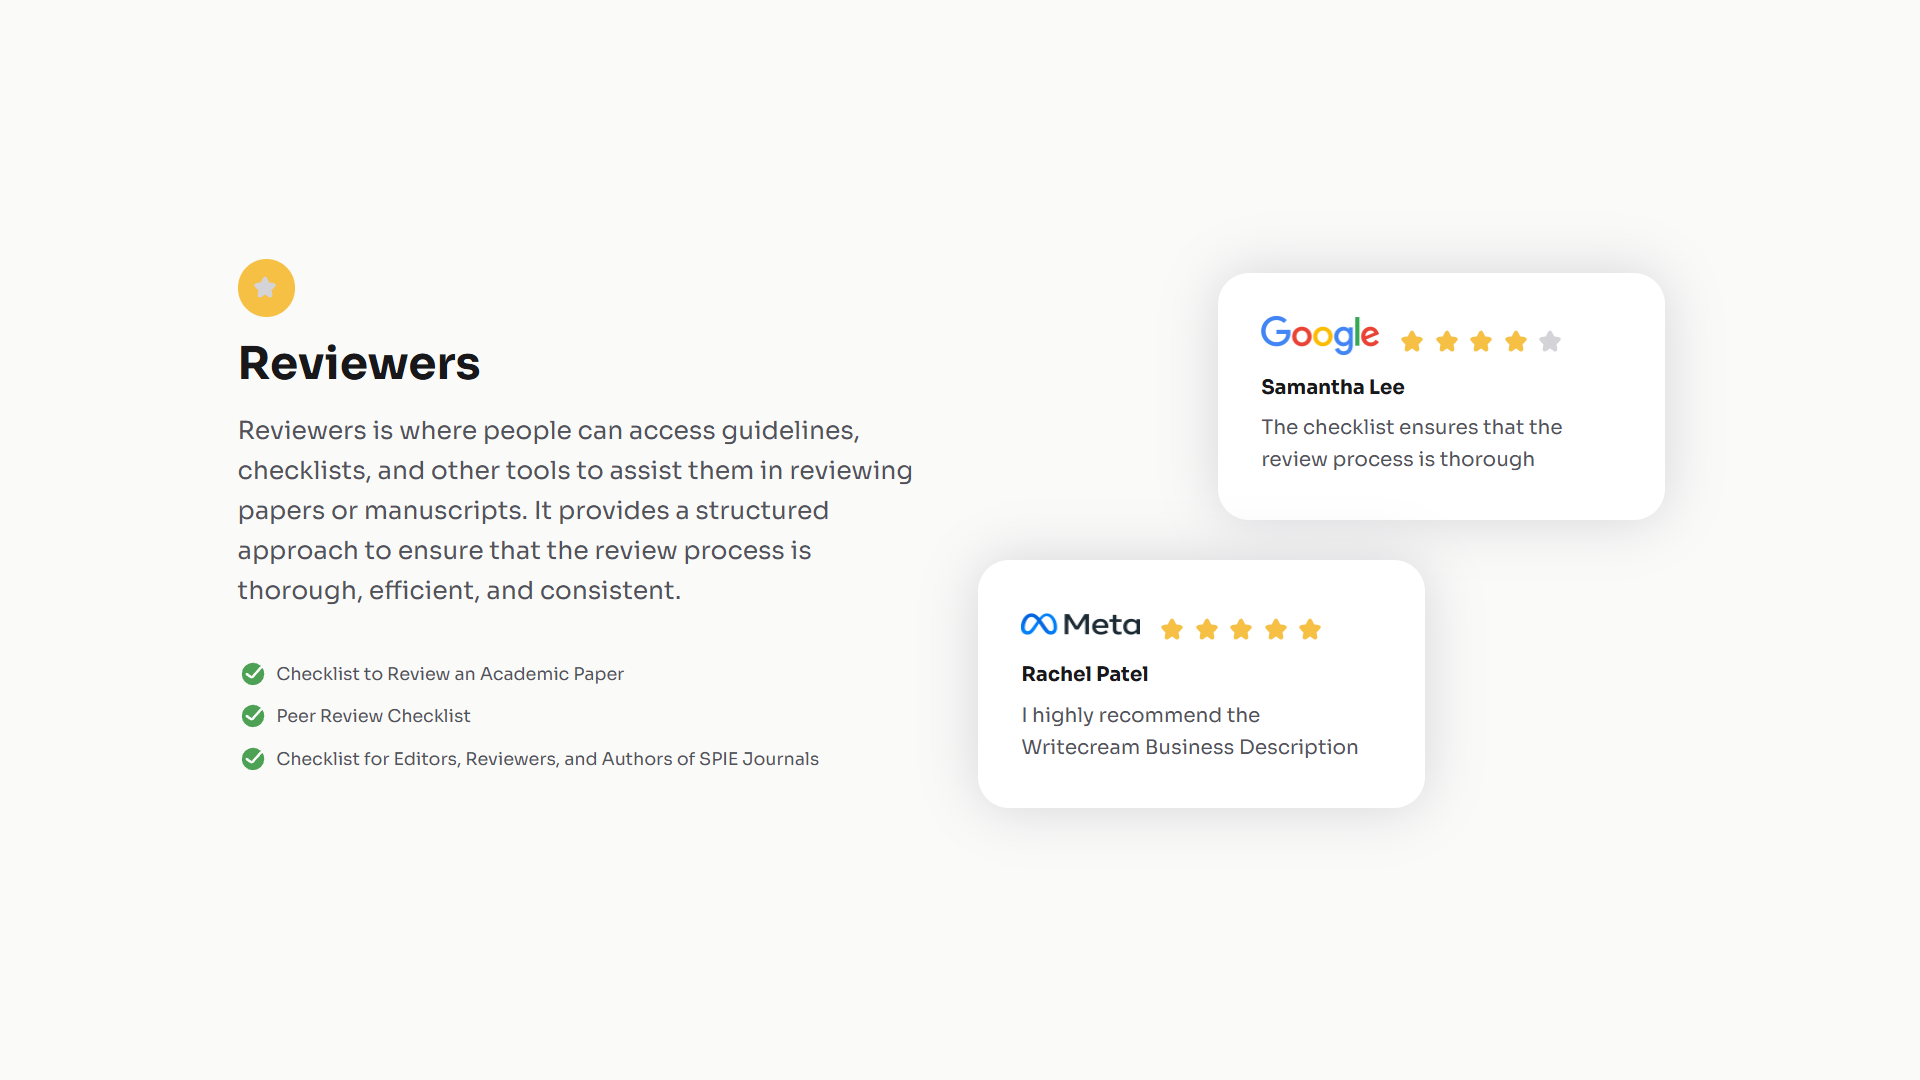 Reviewers
Reviewers is where people can access guidelines,
checklists, and other tools to assist them in reviewing
papers or manuscripts. It provides a structured
approach to ensure that the review process is
thorough, efficient, and consistent.
Checklist to Review an Academic Paper
Peer Review Checklist
Checklist for Editors, Reviewers, and Authors of SPIE Journals
Google
Samantha Lee
The checklist ensures that the
review process is thorough
Meta
Rachel Patel
I highly recommend the
Writecream Business Description